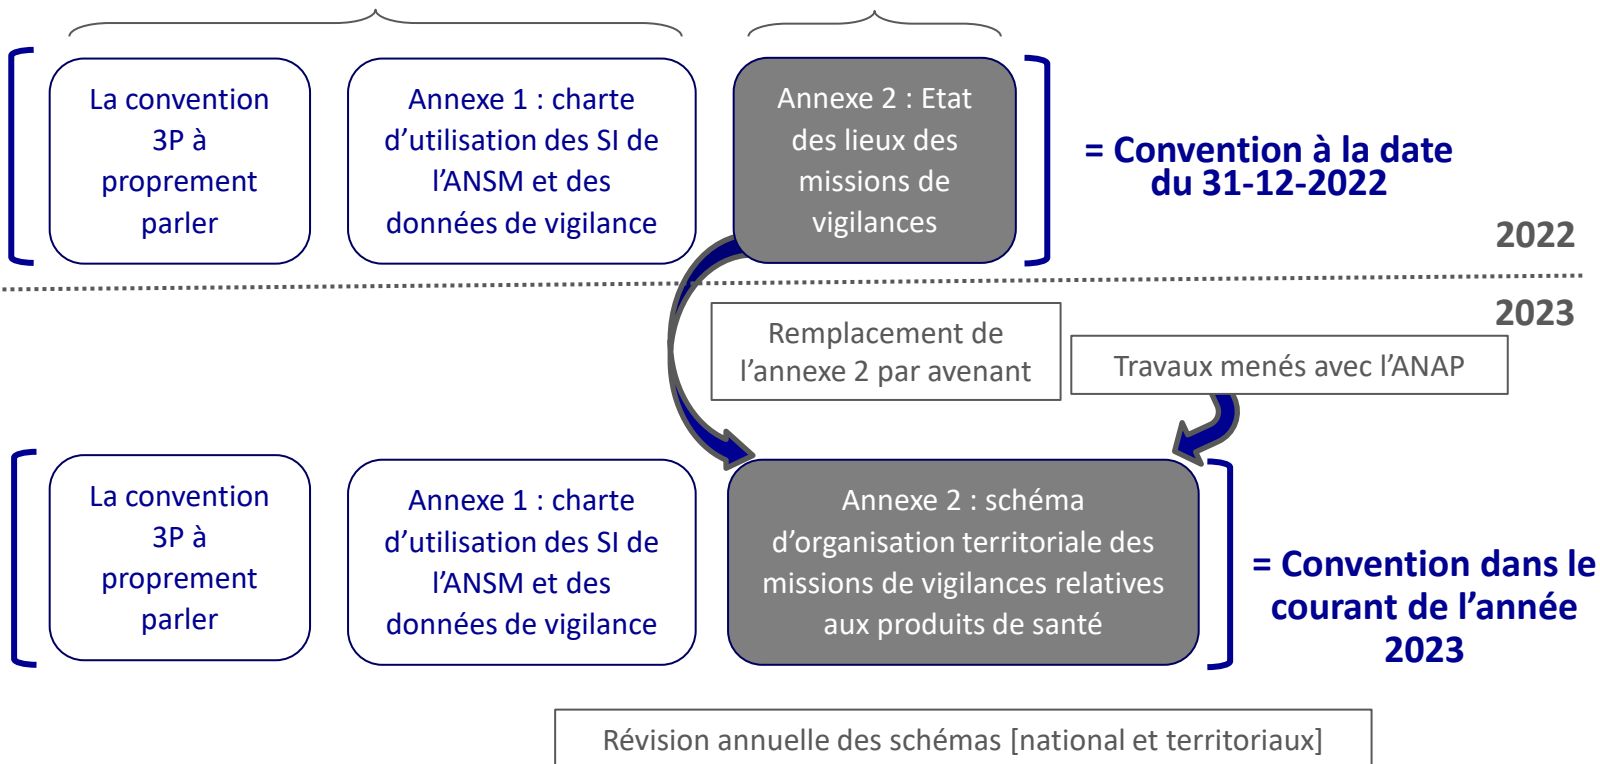 La convention
3P à
proprement
parler
Annexe 1 : charte
d’utilisation des SI de
l’ANSM et des
données de vigilance
Annexe 2 : Etat
des lieux des
missions de
vigilances
= Convention à la date
du 31-12-2022
2022
2023
Remplacement de
l’annexe 2 par avenant
Travaux menés avec l’ANAP
La convention
3P à
proprement
parler
Annexe 1 : charte
d’utilisation des SI de
l’ANSM et des
données de vigilance
Annexe 2 : schéma
d’organisation territoriale des
missions de vigilances relatives
aux produits de santé
= Convention dans le
courant de l’année
2023
Révision annuelle des schémas [national et territoriaux]